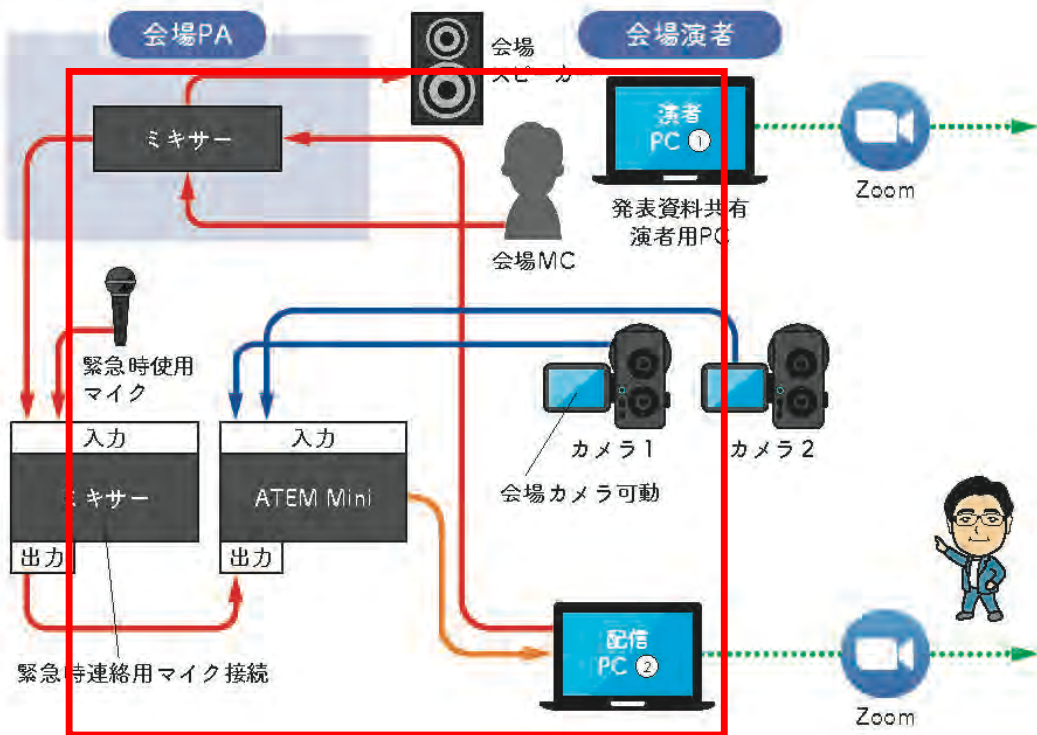 会場PA
会場
スピーカ
会場演者
ミキサー
演者
PC ①
Zoom
発表資料共有
演者用PC
会場MC
緊急時使用
マイク
入力
ミキサー
出力
入力
ATEM Mini
出力
カメラ1
カメラ2
会場カメラ可動
緊急時連絡用マイク接続
配信
PC ②
Zoom